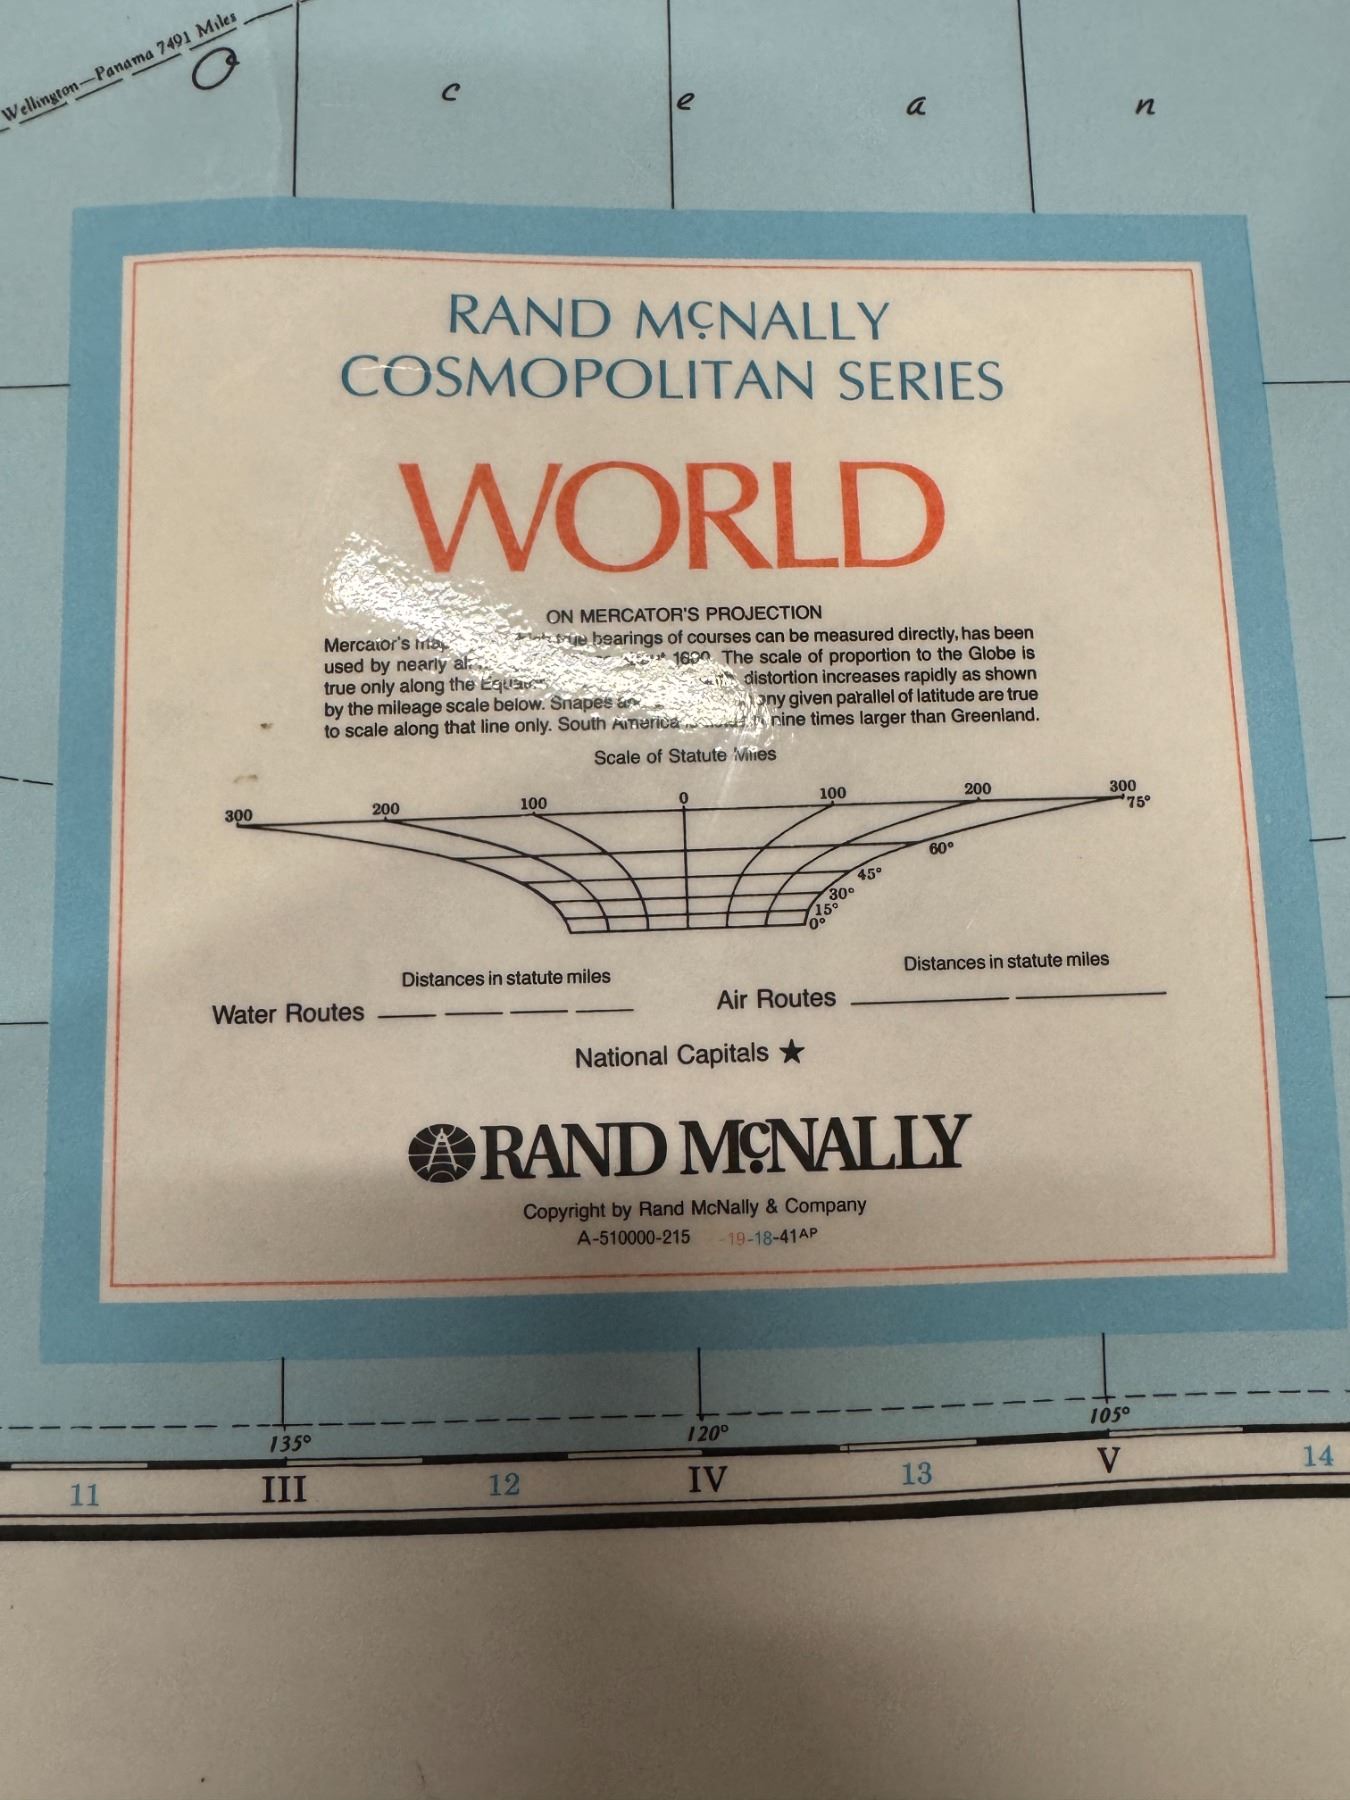 Wellington—Panama 7491 Miles
O c e a n
RAND MCNALLY
COSMOPOLITAN SERIES
WORLD
ON MERCATOR'S PROJECTION
Mercator's true bearings of courses can be measured directly, has been
used by nearly The scale of proportion to the Globe is
true only along the distortion increases rapidly as shown
by the mileage scale below. Shapes any given parallel of latitude are true
to scale along that line only. South America nine times larger than Greenland.
Scale of Statute Miles
300 200 100 0 100 200 300
75°
60°
45°
30°
15°
0°
Distances in statute miles Distances in statute miles
Water Routes Air Routes
National Capitals ★
RAND MCNALLY
Copyright by Rand McNally & Company
A-510000-215 -19-18-41AP
135° 120° 105°
11 III 12 IV 13 V 14